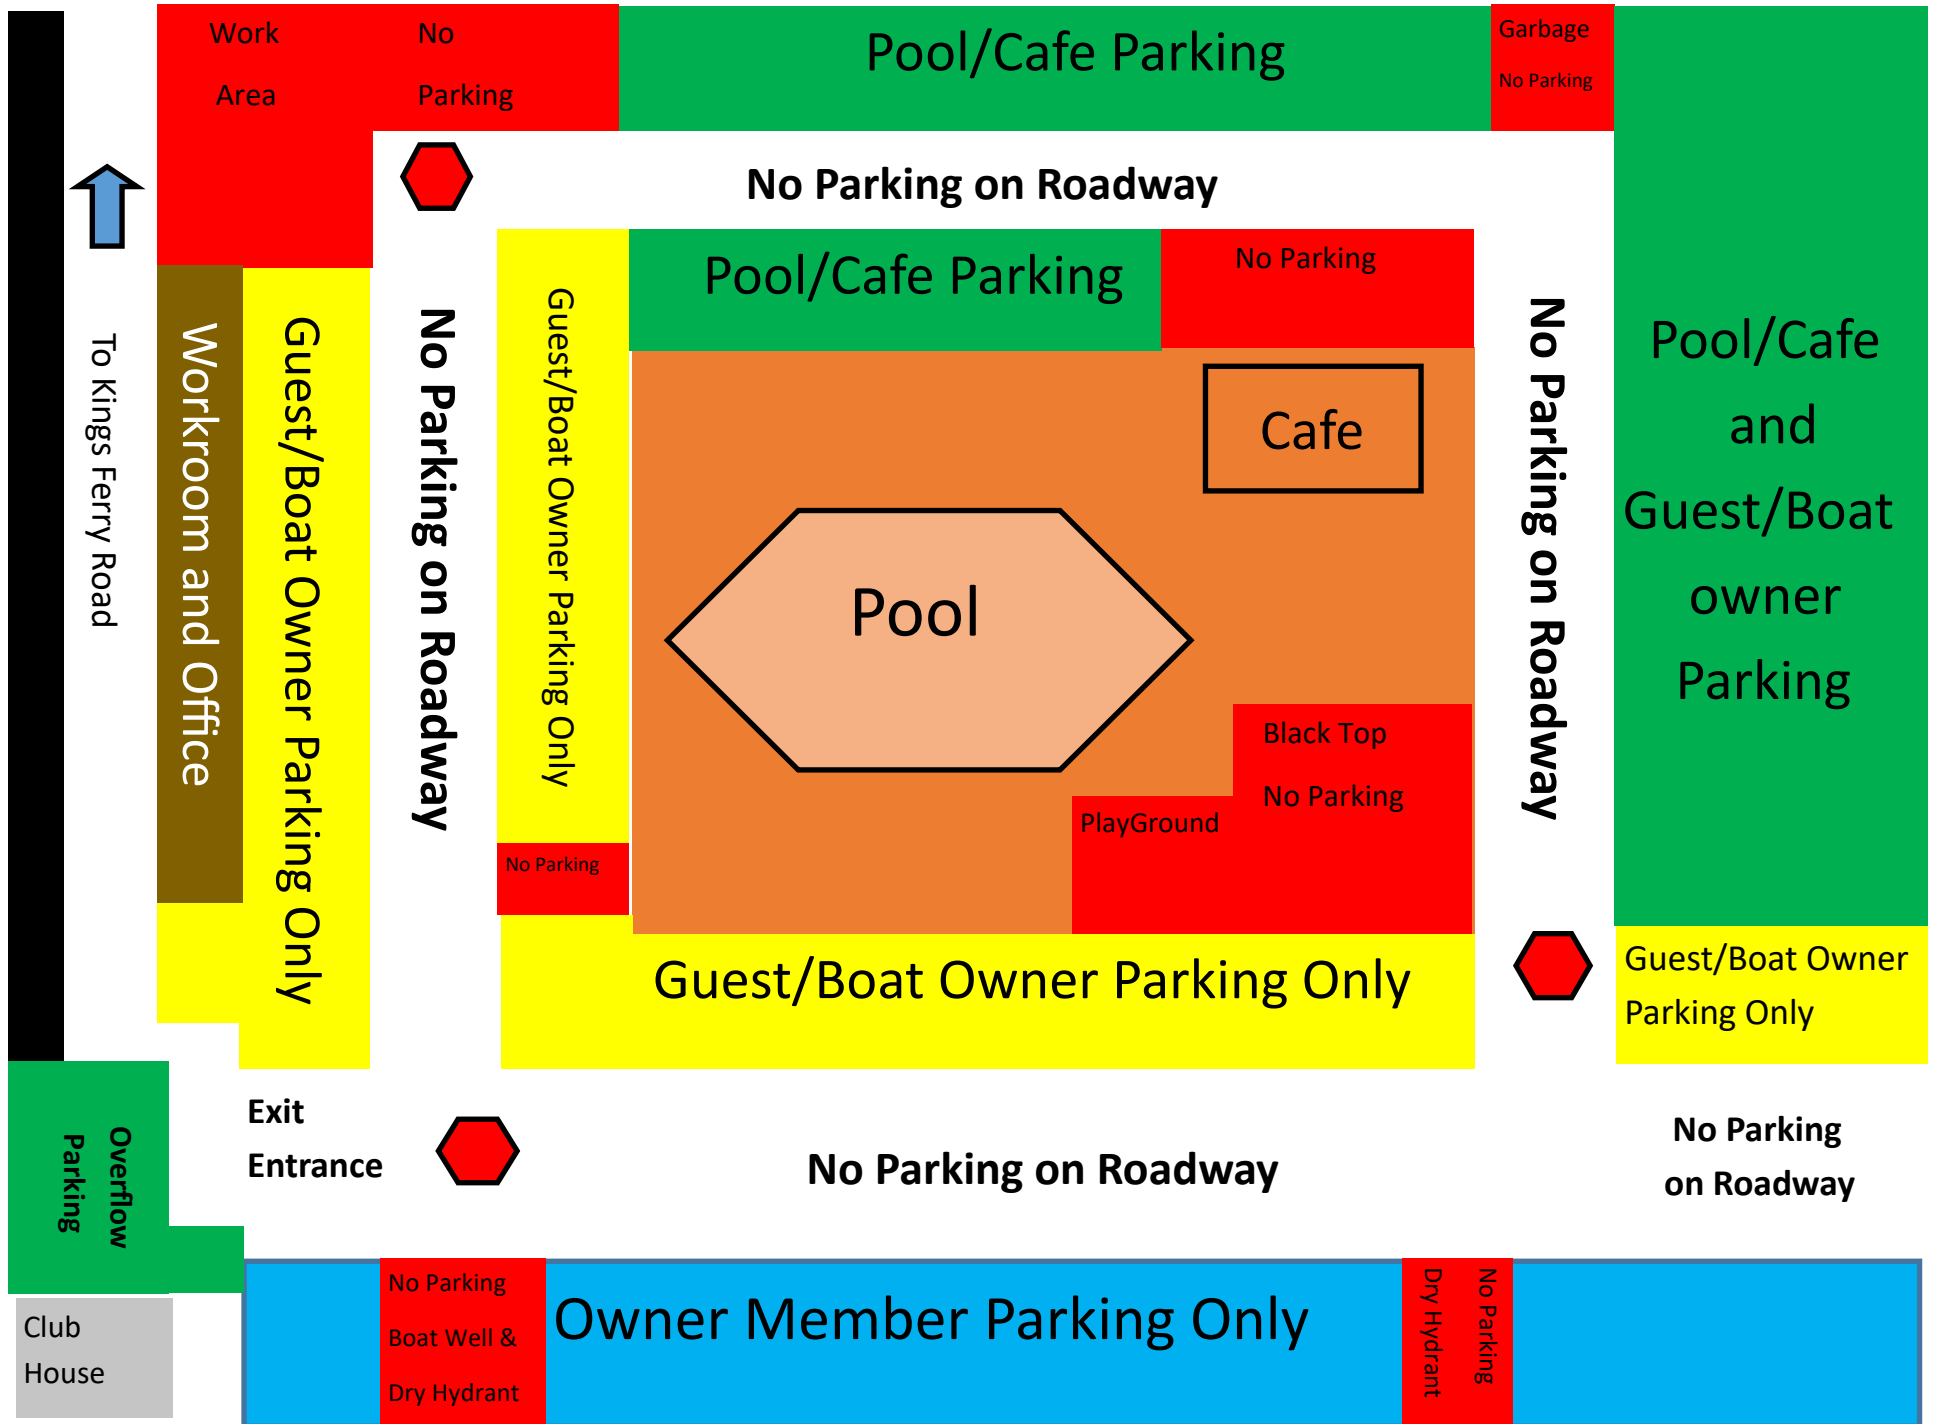 Work
Area
No
Parking
Pool/Cafe Parking
Garbage
No Parking
No Parking on Roadway
Pool/Cafe Parking
No Parking
To Kings Ferry Road
Workroom and Office
Guest/Boat Owner Parking Only
No Parking on Roadway
Guest/Boat Owner Parking Only
Cafe
Pool
No Parking on Roadway
Pool/Cafe
and
Guest/Boat
owner
Parking
Black Top
No Parking
PlayGround
No Parking
Guest/Boat Owner Parking Only
Guest/Boat Owner
Parking Only
Overflow
Parking
Exit
Entrance
No Parking on Roadway
No Parking
on Roadway
Club
House
No Parking
Boat Well &
Dry Hydrant
Owner Member Parking Only
No Parking
Dry Hydrant